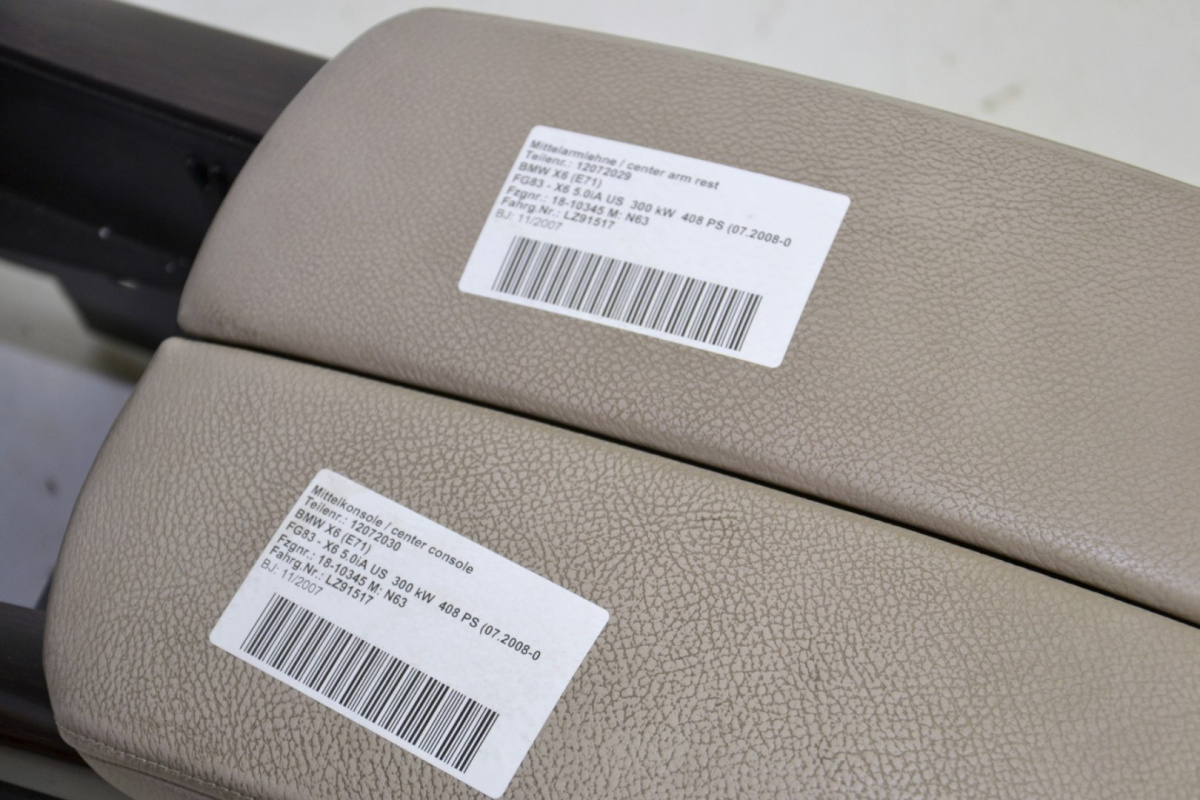 Mittelarmlehne / center arm rest
Teilenr.: 12072029
BMW X6 (E71)
FG83 - X6 5.0iA US 300 kW 408 PS (07.2008-0
Fzgnr.: 18-10345 M: N63
Fahrg.Nr.: LZ91517
BJ: 11/2007
Mittelkonsole / center console
Teilenr.: 12072030
BMW X6 (E71)
FG83 - X6 5.0iA US 300 kW 408 PS (07.2008-0
Fzgnr.: 18-10345 M: N63
Fahrg.Nr.: LZ91517
BJ: 11/2007